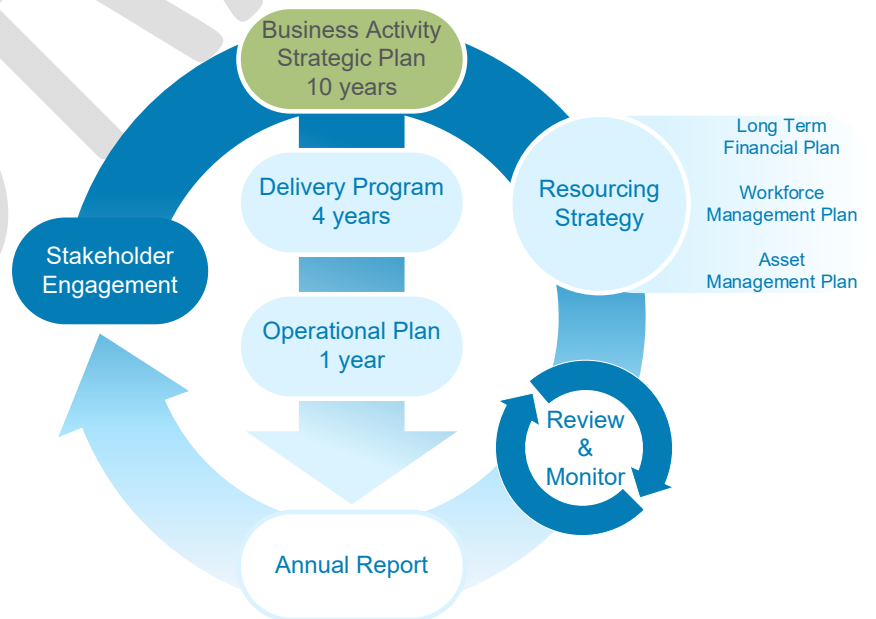 Business Activity
Strategic Plan
10 years
Delivery Program
4 years
Operational Plan
1 year
Annual Report
Stakeholder
Engagement
Resourcing
Strategy
Long Term
Financial Plan
Workforce
Management Plan
Asset
Management Plan
Review
&
Monitor